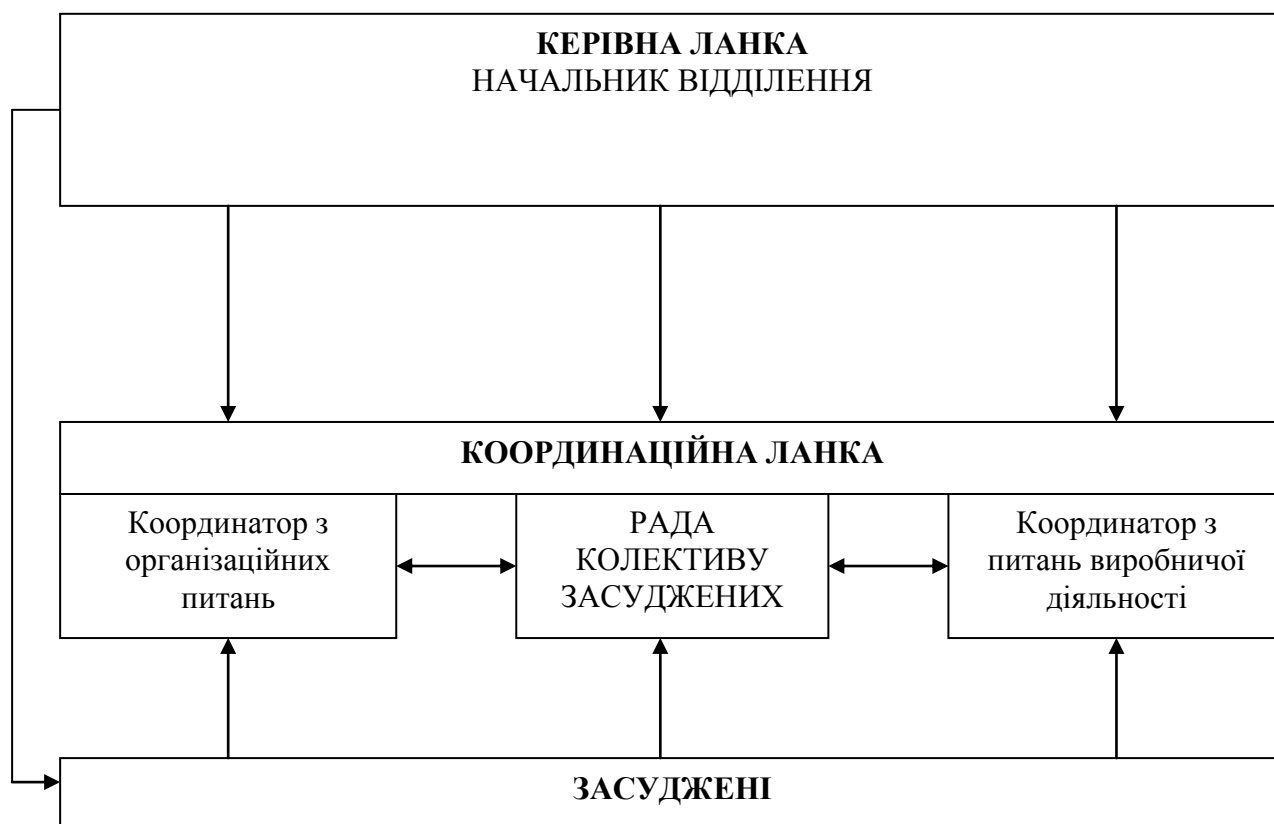 КЕРІВНА ЛАНКА
НАЧАЛЬНИК ВІДДІЛЕННЯ
КООРДИНАЦІЙНА ЛАНКА
Координатор з
організаційних
питань
РАДА
КОЛЕКТИВУ
ЗАСУДЖЕНИХ
Координатор з
питань виробничої
діяльності
ЗАСУДЖЕНІ